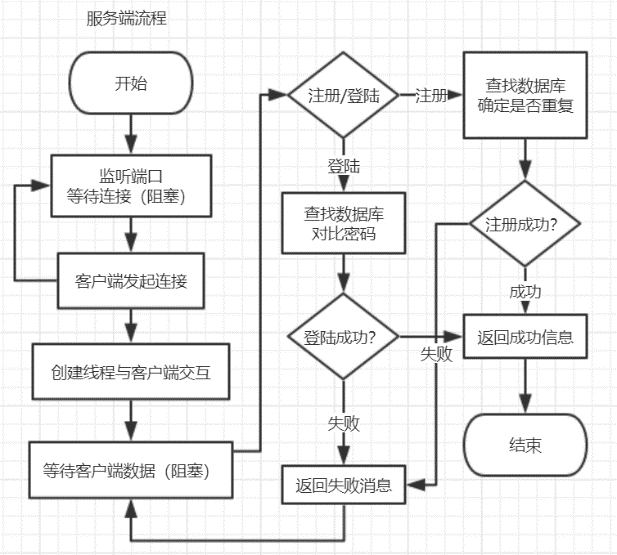 服务端流程
开始
监听端口
等待连接（阻塞）
客户端发起连接
创建线程与客户端交互
等待客户端数据（阻塞）
注册/登陆
注册
登陆
查找数据库
对比密码
登陆成功?
失败
返回失败消息
查找数据库
确定是否重复
注册成功?
成功
失败
返回成功信息
结束